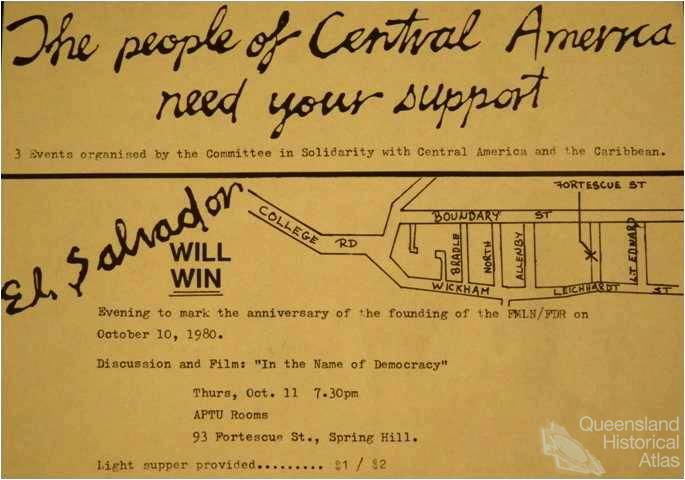 The people of Central America
need your support
3 Events organised by the Committee in Solidarity with Central America and the Caribbean.
El Salvador
WILL
WIN
FORTESCUE ST
COLLEGE RD
BOUNDARY ST
BRADLE
NORTH
ALLENBY
LT EDWARD
WICKHAM
LEICHHARDT ST
Evening to mark the anniversary of the founding of the FMLN/FDR on
October 10, 1980.
Discussion and Film: "In the Name of Democracy"
Thurs, Oct. 11 7.30pm
APTU Rooms
93 Fortescue St., Spring Hill.
Light supper provided......... $1 / $2
Queensland
Historical
Atlas